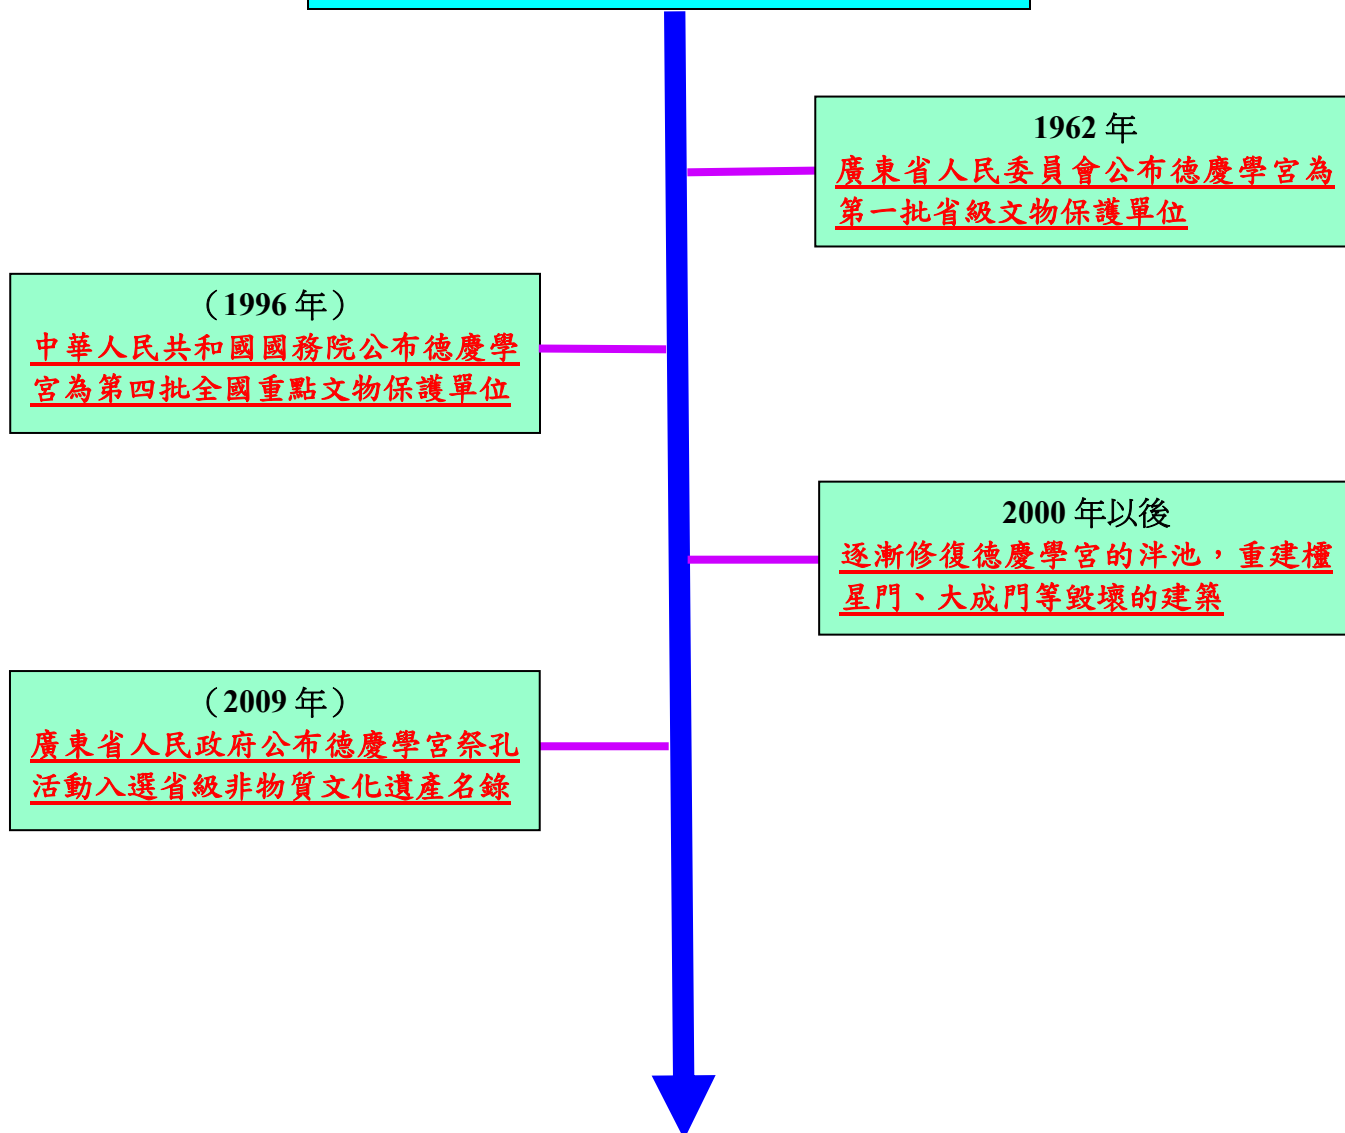 1962 年
廣東省人民委員會公布德慶學宮為
第一批省級文物保護單位
（1996 年）
中華人民共和國國務院公布德慶學
宮為第四批全國重點文物保護單位
2000 年以後
逐漸修復德慶學宮的泮池，重建櫺
星門、大成門等毀壞的建築
（2009 年）
廣東省人民政府公布德慶學宮祭孔
活動入選省級非物質文化遺產名錄